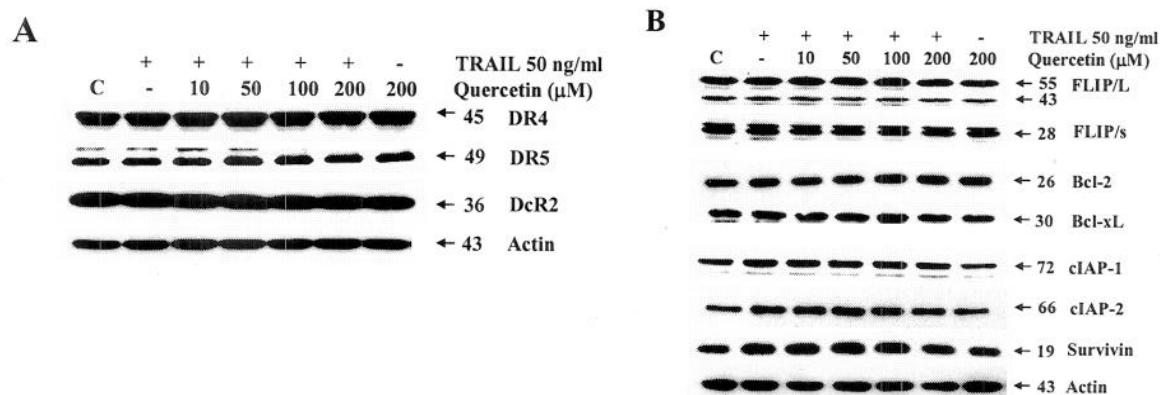 A
+ + + + + - TRAIL 50 ng/ml
C - 10 50 100 200 200 Quercetin (μM)
← 45 DR4
← 49 DR5
← 36 DcR2
← 43 Actin
B
+ + + + + - TRAIL 50 ng/ml
C - 10 50 100 200 200 Quercetin (μM)
← 55 FLIP/L
← 43
← 28 FLIP/s
← 26 Bcl-2
← 30 Bcl-xL
← 72 cIAP-1
← 66 cIAP-2
← 19 Survivin
← 43 Actin